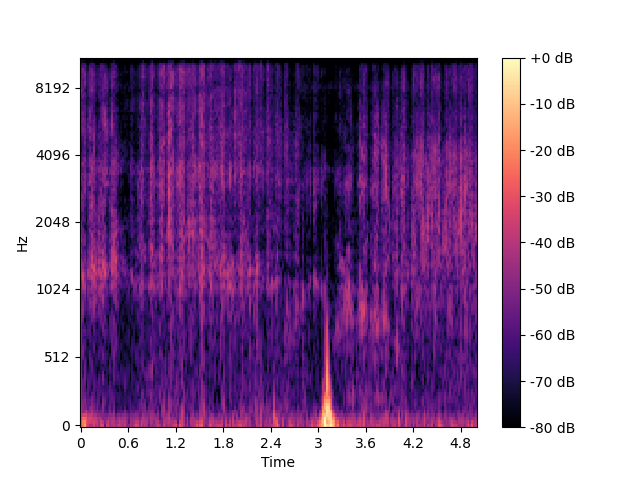 +0 dB
8192
-10 dB
4096
-20 dB
-30 dB
2048
Hz
-40 dB
1024
-50 dB
512
-60 dB
-70 dB
0
-80 dB
0 0.6 1.2 1.8 2.4 3 3.6 4.2 4.8
Time